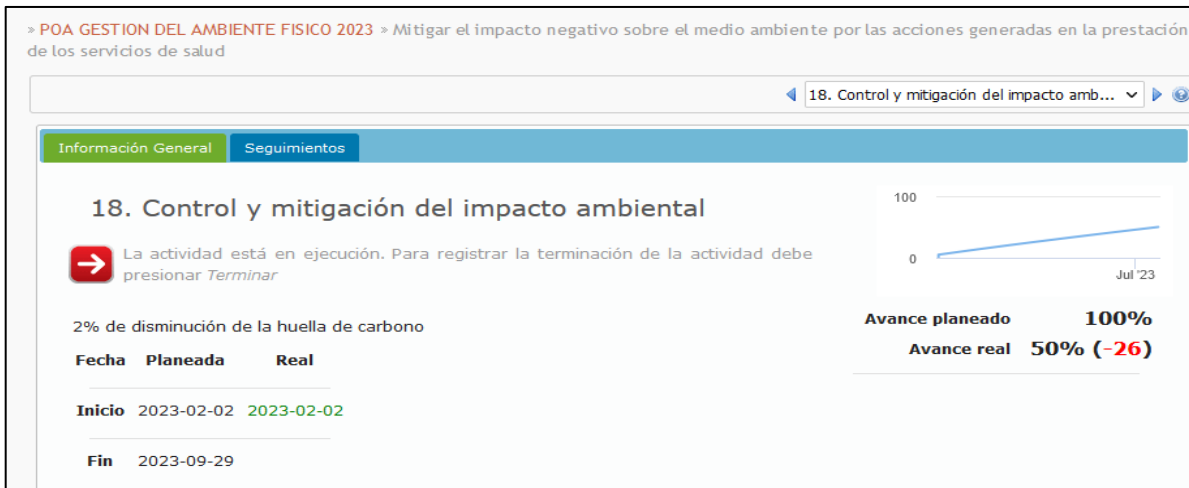 » POA GESTION DEL AMBIENTE FISICO 2023 » Mitigar el impacto negativo sobre el medio ambiente por las acciones generadas en la prestación
de los servicios de salud
18. Control y mitigación del impacto amb...
Información General Seguimientos
18. Control y mitigación del impacto ambiental
La actividad está en ejecución. Para registrar la terminación de la actividad debe
presionar Terminar
100
0
Jul '23
2% de disminución de la huella de carbono
Avance planeado 100%
Avance real 50% (-26)
Fecha Planeada Real
Inicio 2023-02-02 2023-02-02
Fin 2023-09-29